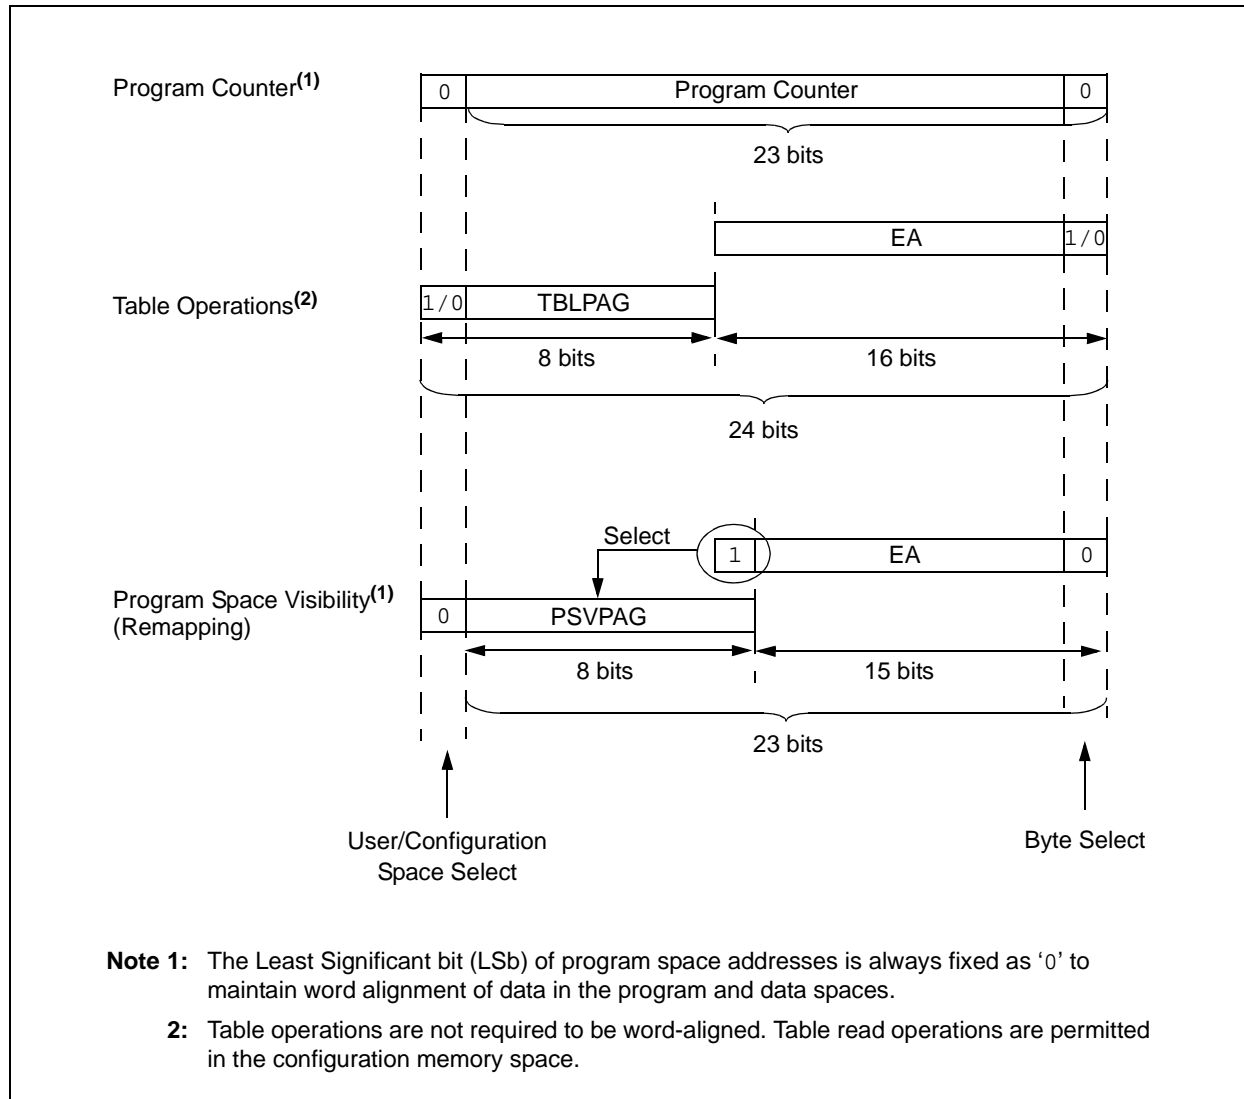 Program Counter(1)
0 Program Counter 0
23 bits
EA 1/0
Table Operations(2)
1/0 TBLPAG
8 bits 16 bits
24 bits
Select
1 EA 0
Program Space Visibility(1)
(Remapping)
0 PSVPAG
8 bits 15 bits
23 bits
User/Configuration
Space Select
Byte Select
Note 1: The Least Significant bit (LSb) of program space addresses is always fixed as ‘0’ to
maintain word alignment of data in the program and data spaces.
2: Table operations are not required to be word-aligned. Table read operations are permitted
in the configuration memory space.